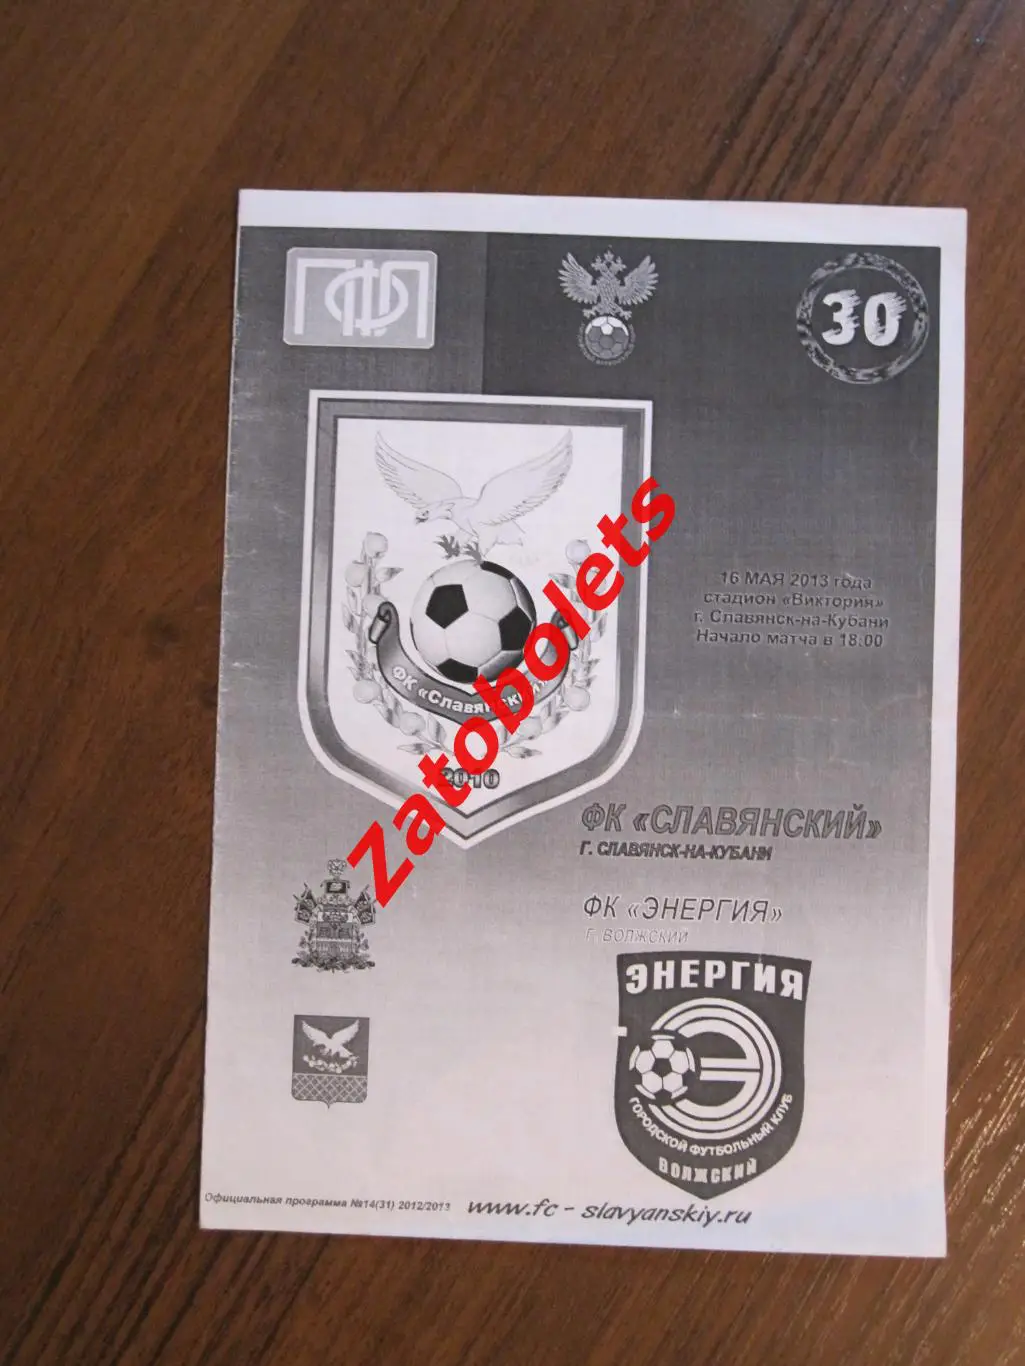 ПФЛ
30
16 МАЯ 2013 года
стадион «Виктория»
г. Славянск-на-Кубани
Начало матча в 18:00
ФК «Славянский»
2010
ФК «СЛАВЯНСКИЙ»
Г. СЛАВЯНСК-НА-КУБАНИ
ФК «ЭНЕРГИЯ»
Г. ВОЛЖСКИЙ
ЭНЕРГИЯ
ГОРОДСКОЙ ФУТБОЛЬНЫЙ КЛУБ
ВОЛЖСКИЙ
Официальная программа №14(31) 2012/2013
www.fc - slavyanskiy.ru
Zatobolets